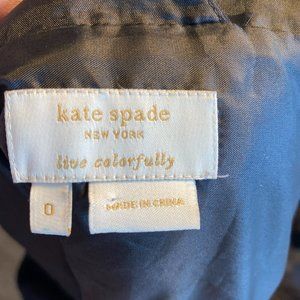 kate spade
NEW YORK
live colorfully
0
MADE IN CHINA